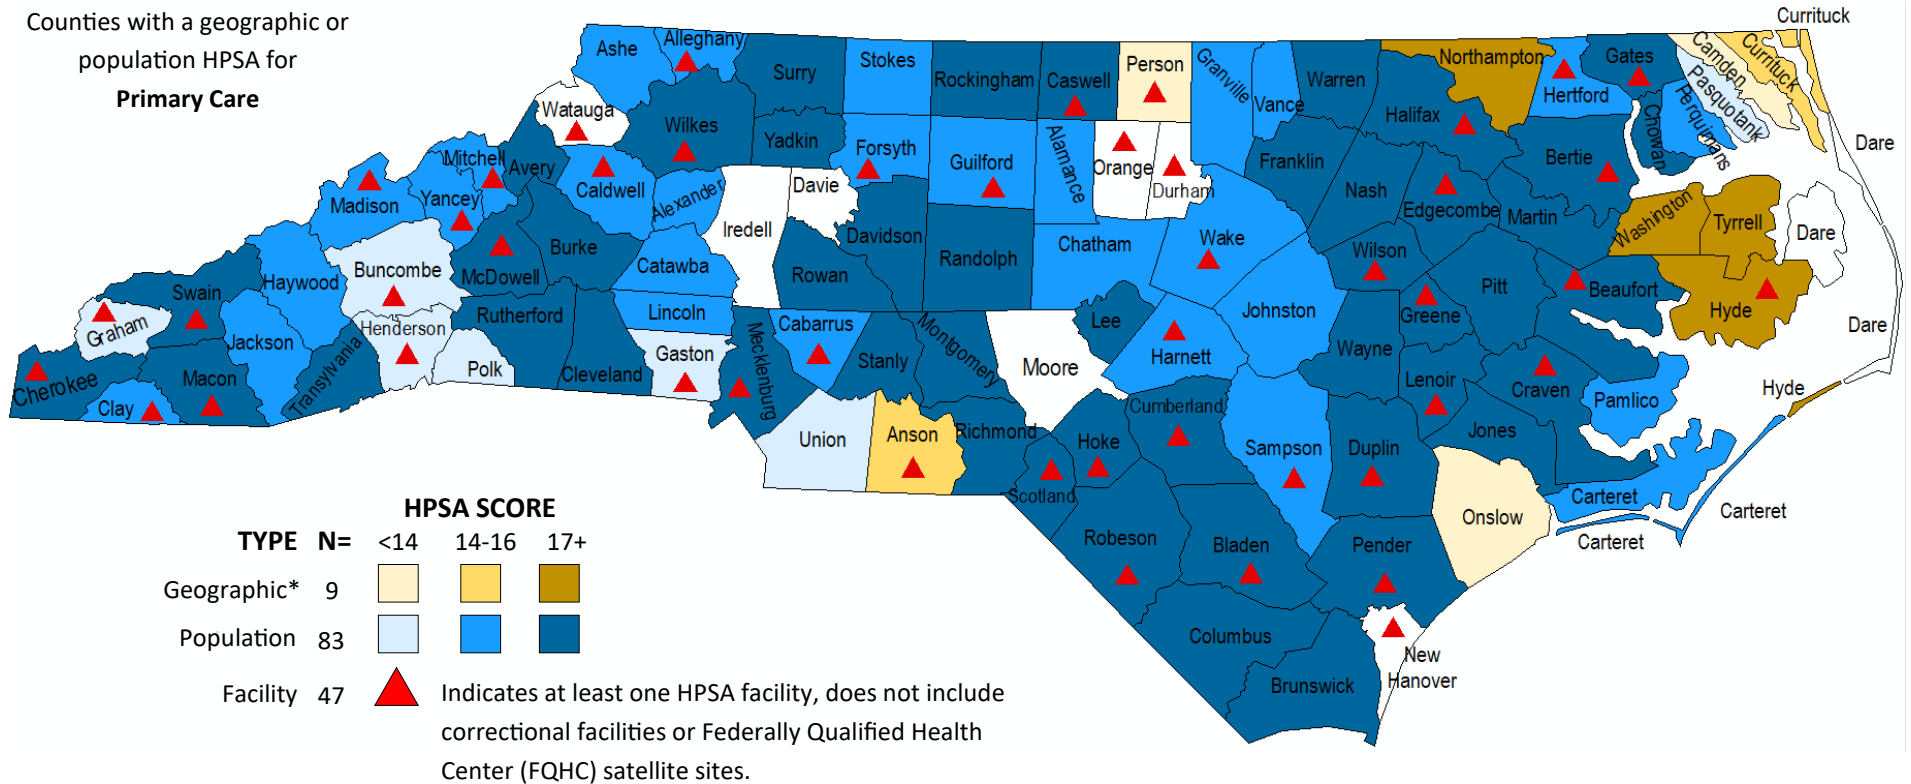 Counties with a geographic or
population HPSA for
Primary Care
Currituck
Ashe
Alleghany
Surry
Stokes
Rockingham
Caswell
Person
Granville
Vance
Warren
Northampton
Halifax
Hertford
Gates
Camden
Currituck
Pasquotank
Perquimans
Chowan
Dare
Watauga
Wilkes
Yadkin
Forsyth
Guilford
Alamance
Orange
Durham
Franklin
Nash
Edgecombe
Martin
Bertie
Washington
Tyrrell
Dare
Mitchell
Avery
Caldwell
Alexander
Iredell
Davie
Davidson
Randolph
Chatham
Wake
Wilson
Pitt
Beaufort
Hyde
Dare
Madison
Yancey
McDowell
Burke
Catawba
Lincoln
Rowan
Buncombe
Haywood
Swain
Graham
Cherokee
Clay
Macon
Jackson
Transylvania
Henderson
Polk
Rutherford
Cleveland
Gaston
Mecklenburg
Cabarrus
Stanly
Montgomery
Moore
Lee
Harnett
Johnston
Wayne
Greene
Lenoir
Craven
Pamlico
Hyde
Union
Anson
Richmond
Scotland
Hoke
Cumberland
Sampson
Duplin
Jones
Onslow
Carteret
Carteret
Carteret
Robeson
Bladen
Pender
Columbus
Brunswick
New
Hanover
HPSA SCORE
TYPE N= <14 14-16 17+
Geographic* 9
Population 83
Facility 47 Indicates at least one HPSA facility, does not include
correctional facilities or Federally Qualified Health
Center (FQHC) satellite sites.